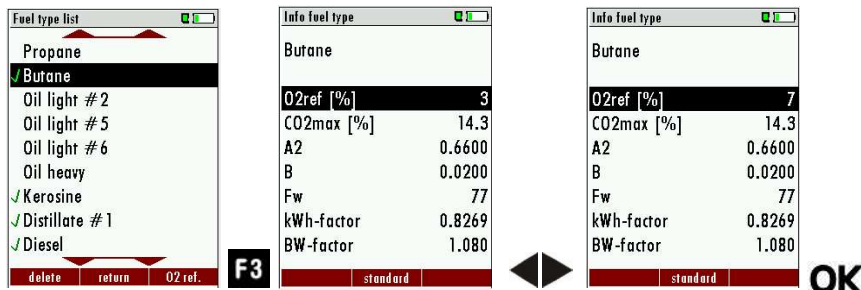 Fuel type list
Propane
Butane
Oil light #2
Oil light #5
Oil light #6
Oil heavy
Kerosine
Distillate #1
Diesel
delete return O2 ref.
F3
Info fuel type
Butane
O2ref [%] 3
CO2max [%] 14.3
A2 0.6600
B 0.0200
Fw 77
kWh-factor 0.8269
BW-factor 1.080
standard
Info fuel type
Butane
O2ref [%] 7
CO2max [%] 14.3
A2 0.6600
B 0.0200
Fw 77
kWh-factor 0.8269
BW-factor 1.080
standard
OK